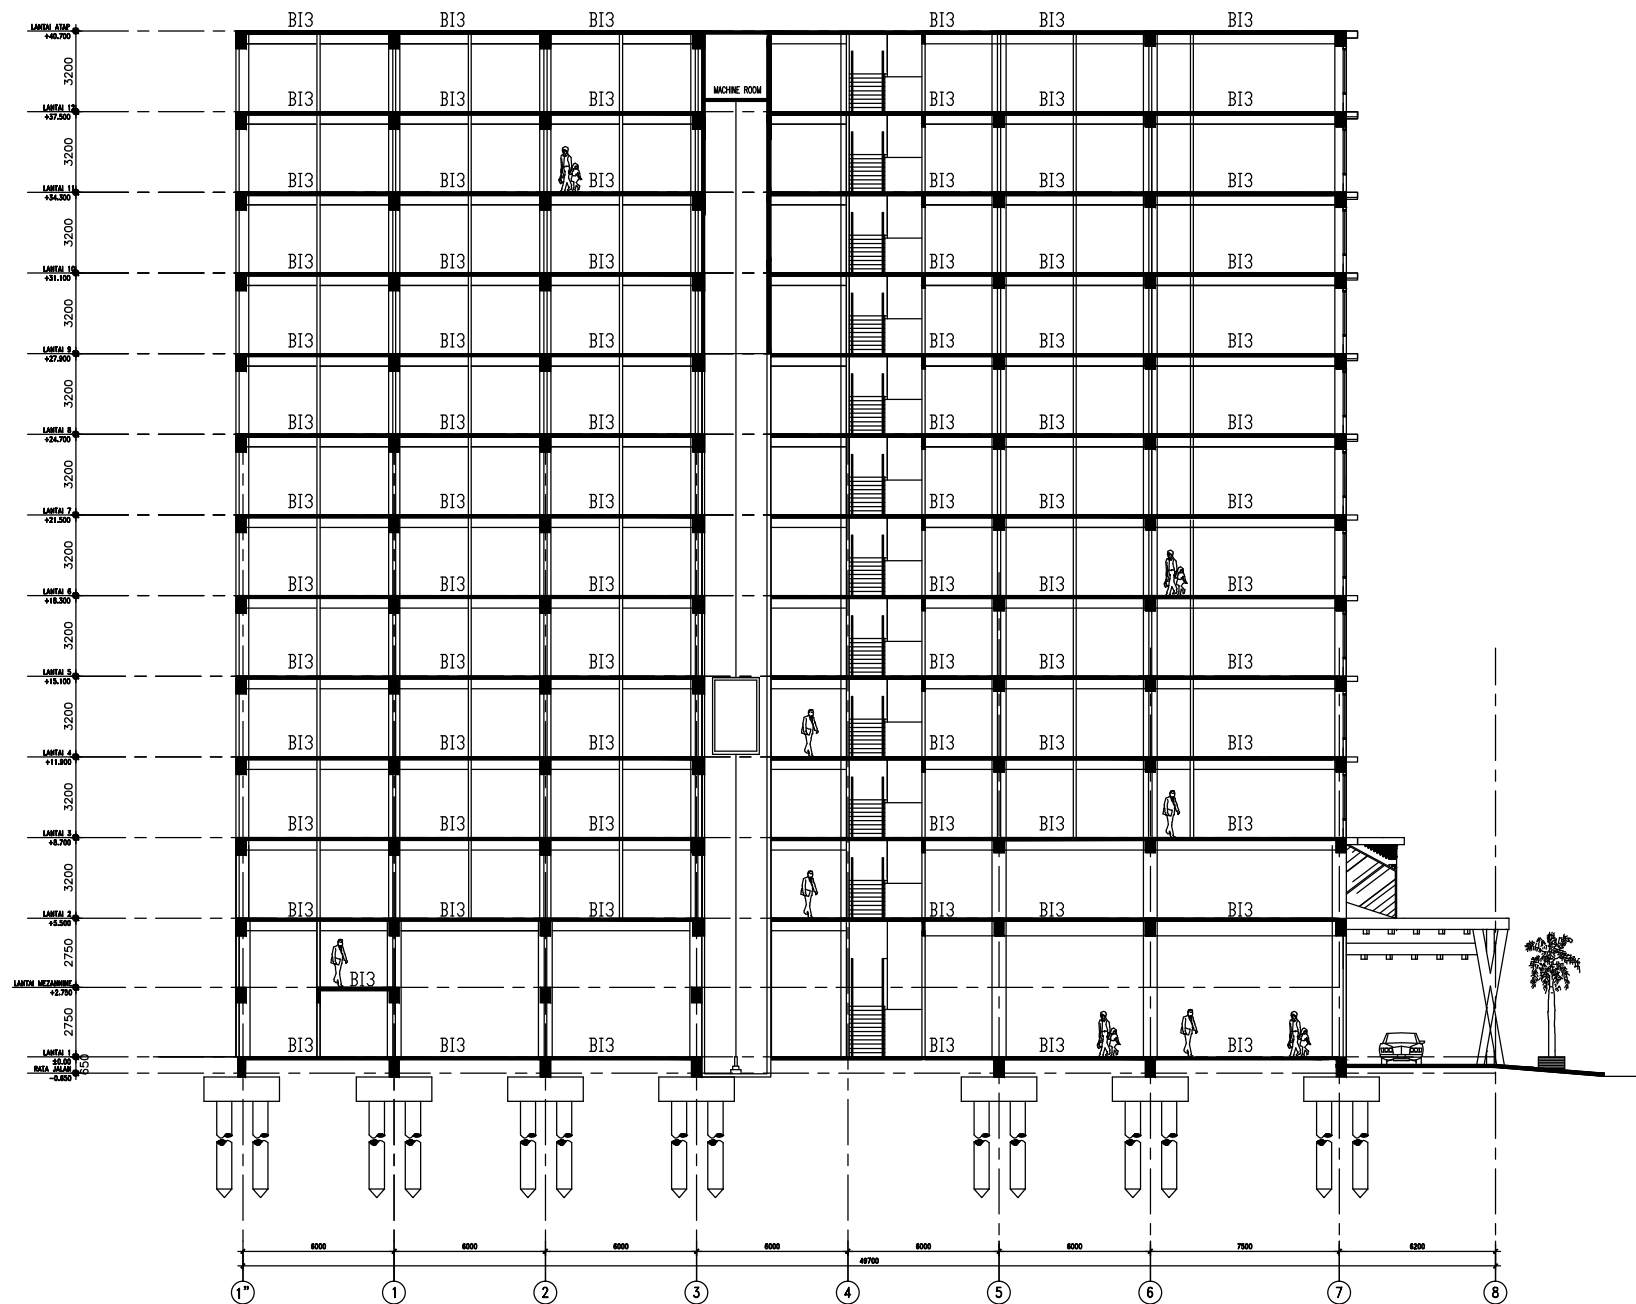 BI3 BI3 BI3 BI3 BI3 BI3
LANTAI ATAP
+40.700
3200
MACHINE ROOM
BI3 BI3 BI3 BI3 BI3 BI3
LANTAI 12
+37.500
3200
BI3 BI3 BI3 BI3 BI3 BI3
LANTAI 11
+34.300
3200
BI3 BI3 BI3 BI3 BI3 BI3
LANTAI 10
+31.100
3200
BI3 BI3 BI3 BI3 BI3 BI3
LANTAI 9
+27.900
3200
BI3 BI3 BI3 BI3 BI3 BI3
LANTAI 8
+24.700
3200
BI3 BI3 BI3 BI3 BI3 BI3
LANTAI 7
+21.500
3200
BI3 BI3 BI3 BI3 BI3 BI3
LANTAI 6
+18.300
3200
BI3 BI3 BI3 BI3 BI3 BI3
LANTAI 5
+15.100
3200
BI3 BI3 BI3 BI3 BI3 BI3
LANTAI 4
+11.900
3200
BI3 BI3 BI3 BI3 BI3 BI3
LANTAI 3
+8.700
3200
BI3 BI3 BI3 BI3 BI3 BI3
LANTAI 2
+5.500
2750
BI3
LANTAI MEZANNINE
+2.750
2750
BI3 BI3 BI3 BI3 BI3 BI3
LANTAI 1
±0.00
650
RATA JALAN
-0.650
6000 6000 6000 6000 6000 6000 7500 6200
49700
1" 1 2 3 4 5 6 7 8